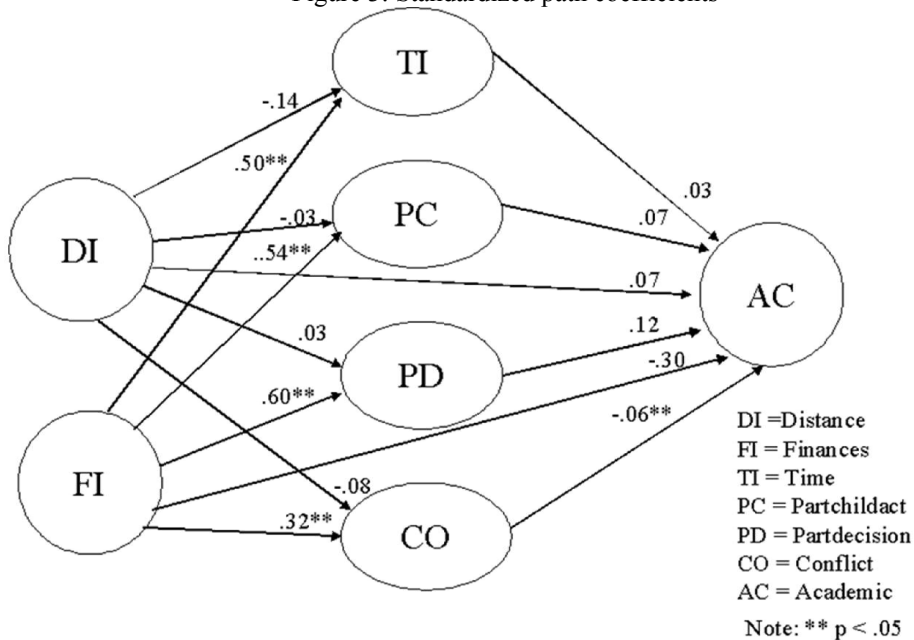 Figure 3. Standardized path coefficients
TI
-.14
.50**
.03
PC
-.03
..54**
.07
DI
.07
AC
.03
.12
PD
-.30
.60**
-.06**
FI
-.08
.32**
CO
DI =Distance
FI = Finances
TI = Time
PC = Partchildact
PD = Partdecision
CO = Conflict
AC = Academic
Note: ** p < .05